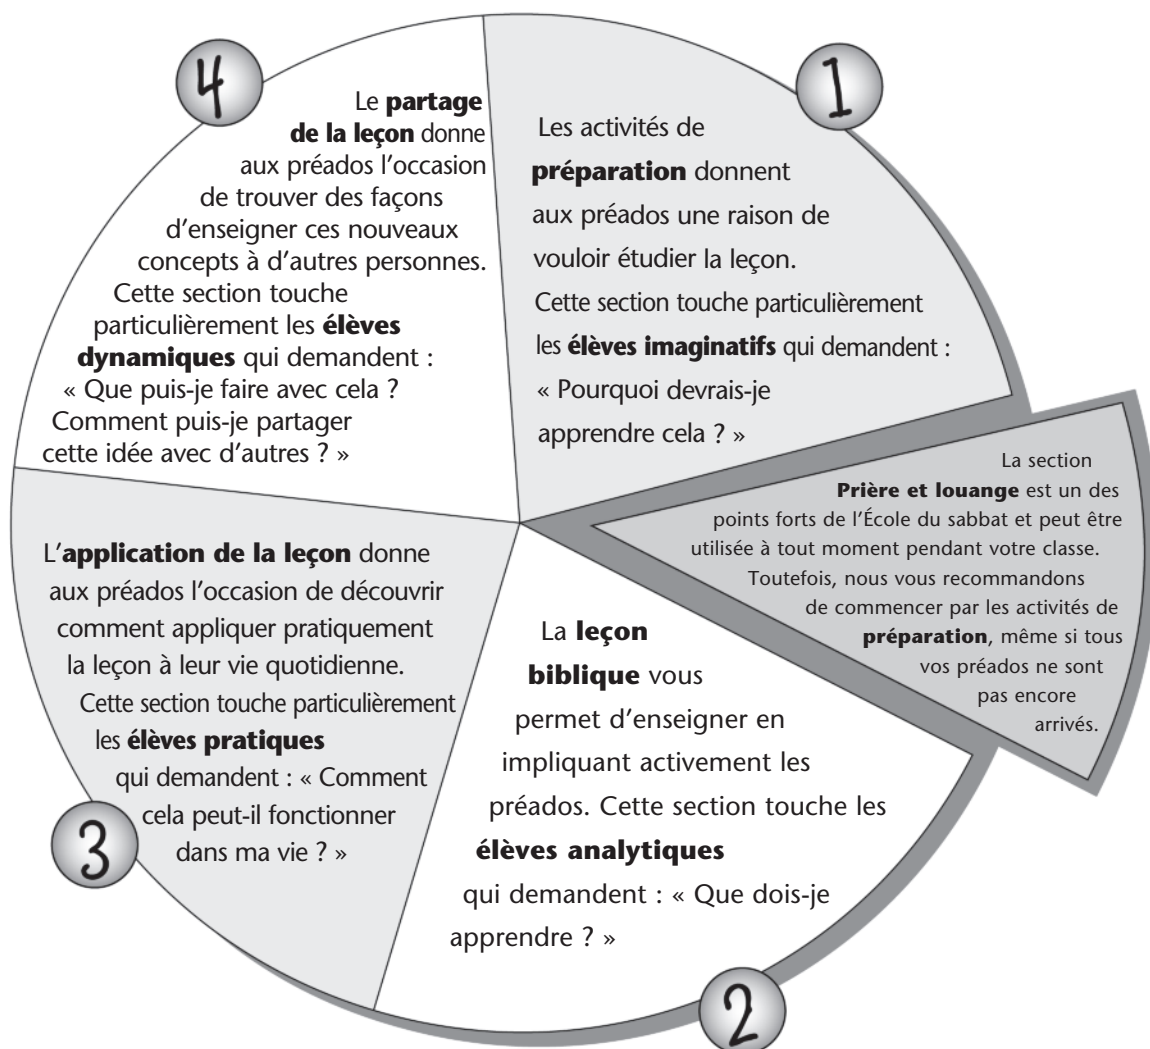 1
Les activités de
préparation donnent
aux préados une raison de
vouloir étudier la leçon.
Cette section touche particulièrement
les élèves imaginatifs qui demandent :
« Pourquoi devrais-je
apprendre cela ? »
La section
Prière et louange est un des
points forts de l’École du sabbat et peut être
utilisée à tout moment pendant votre classe.
Toutefois, nous vous recommandons
de commencer par les activités de
préparation, même si tous
vos préados ne sont
pas encore
arrivés.
2
La leçon
biblique vous
permet d’enseigner en
impliquant activement les
préados. Cette section touche les
élèves analytiques
qui demandent : « Que dois-je
apprendre ? »
3
L’application de la leçon donne
aux préados l’occasion de découvrir
comment appliquer pratiquement
la leçon à leur vie quotidienne.
Cette section touche particulièrement
les élèves pratiques
qui demandent : « Comment
cela peut-il fonctionner
dans ma vie ? »
4
Le partage
de la leçon donne
aux préados l’occasion
de trouver des façons
d’enseigner ces nouveaux
concepts à d’autres personnes.
Cette section touche
particulièrement les élèves
dynamiques qui demandent :
« Que puis-je faire avec cela ?
Comment puis-je partager
cette idée avec d’autres ? »